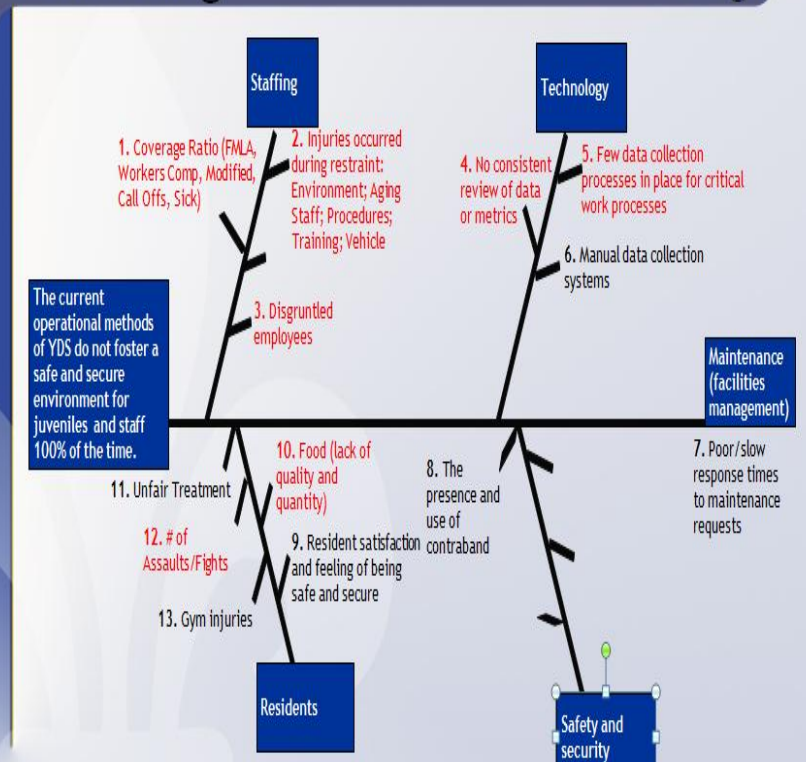 Staffing
Technology
1. Coverage Ratio (FMLA,
Workers Comp, Modified,
Call Offs, Sick)
2. Injuries occurred
during restraint:
Environment; Aging
Staff; Procedures;
Training; Vehicle
3. Disgruntled
employees
4. No consistent
review of data
or metrics
5. Few data collection
processes in place for critical
work processes
6. Manual data collection
systems
The current
operational methods
of YDS do not foster a
safe and secure
environment for
juveniles and staff
100% of the time.
Maintenance
(facilities
management)
7. Poor/slow
response times
to maintenance
requests
8. The
presence and
use of
contraband
10. Food (lack of
quality and
quantity)
11. Unfair Treatment
12. # of
Assaults/Fights
9. Resident satisfaction
and feeling of being
safe and secure
13. Gym injuries
Residents
Safety and
security